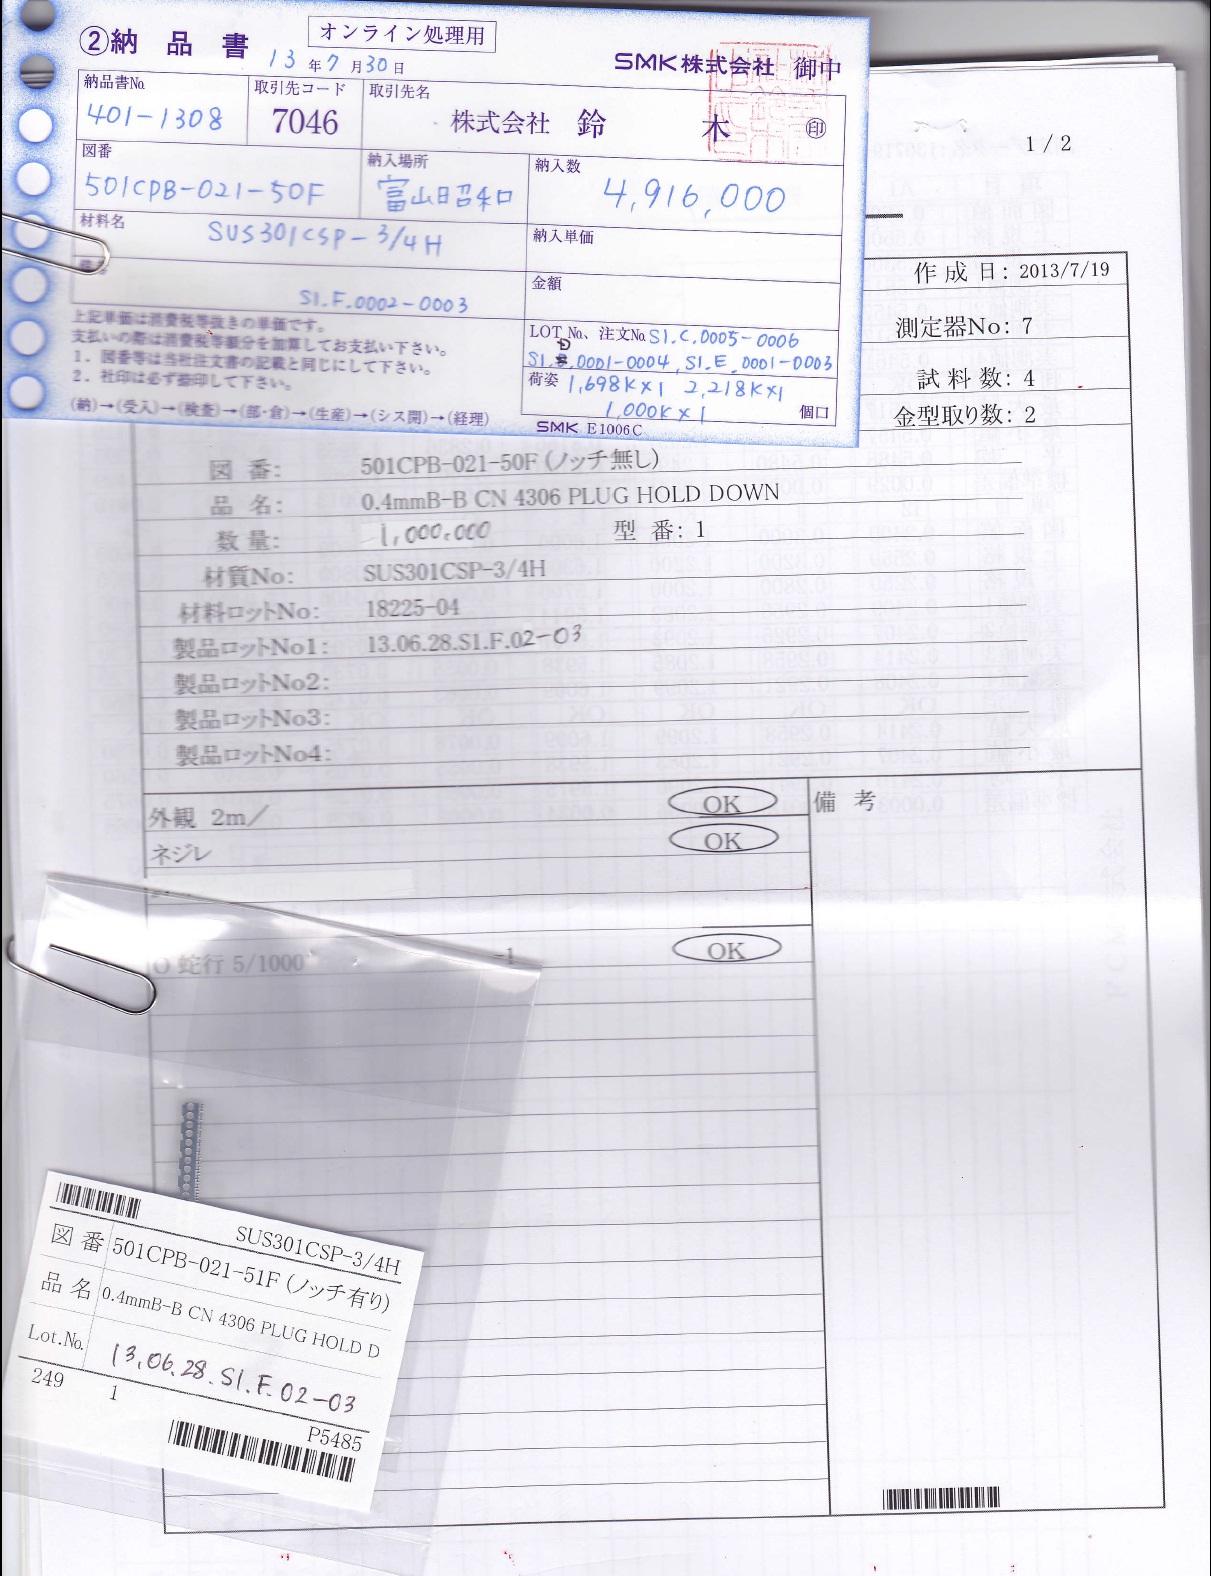 ②納品書
オンライン処理用
13年7月30日
SMK株式会社 御中
納品書No.
401-1308
取引先コード
7046
取引先名
株式会社 鈴木 ㊞
図番
501CPB-021-50F
納入場所
富山昭和
納入数
4,916,000
材料名
SUS301CSP-3/4H
納入単価
S1.F.0002-0003
金額
上記単価は消費税等抜きの単価です。
支払いの際は消費税等額分を加算してお支払い下さい。
1. 図番等は当社注文書の記載と同じにして下さい。
2. 社印は必ず捺印して下さい。
LOT No、注文No S1.C.0005-0006
S1.D.0001-0004, S1.E.0001-0003
荷姿 1,698K×1 2,218K×1
1,000K×1 個口
(納)→(受入)→(検査)→(部・倉)→(生産)→(シス開)→(経理)
SMK E1006C
1 / 2
作成日: 2013/7/19
測定器No: 7
試料数: 4
金型取り数: 2
図番: 501CPB-021-50F (ノッチ無し)
品名: 0.4mmB-B CN 4306 PLUG HOLD DOWN
数量: 1,000,000 型番: 1
材質No: SUS301CSP-3/4H
材料ロットNo: 18225-04
製品ロットNo1: 13.06.28.S1.F.02-03
製品ロットNo2:
製品ロットNo3:
製品ロットNo4:
外観 2m/ OK
備考
ネジレ OK
蛇行 5/1000 -1 OK
SUS301CSP-3/4H
図番 501CPB-021-51F (ノッチ有り)
品名 0.4mmB-B CN 4306 PLUG HOLD D
Lot.No. 13.06.28.S1.F.02-03
249 1
P5485